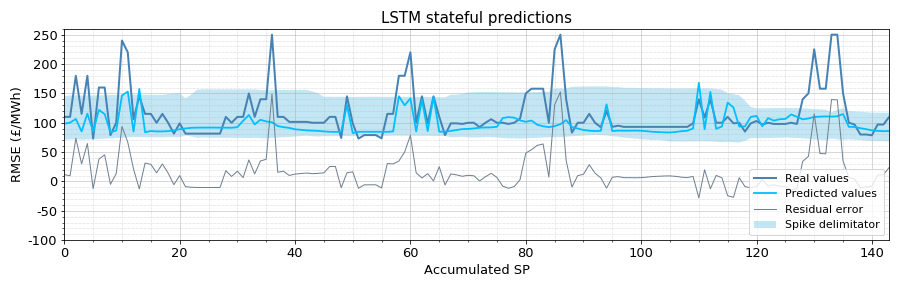 LSTM stateful predictions
RMSE (£/MWh)
250
200
150
100
50
0
-50
-100
0
20
40
60
80
100
120
140
Accumulated SP
Real values
Predicted values
Residual error
Spike delimitator